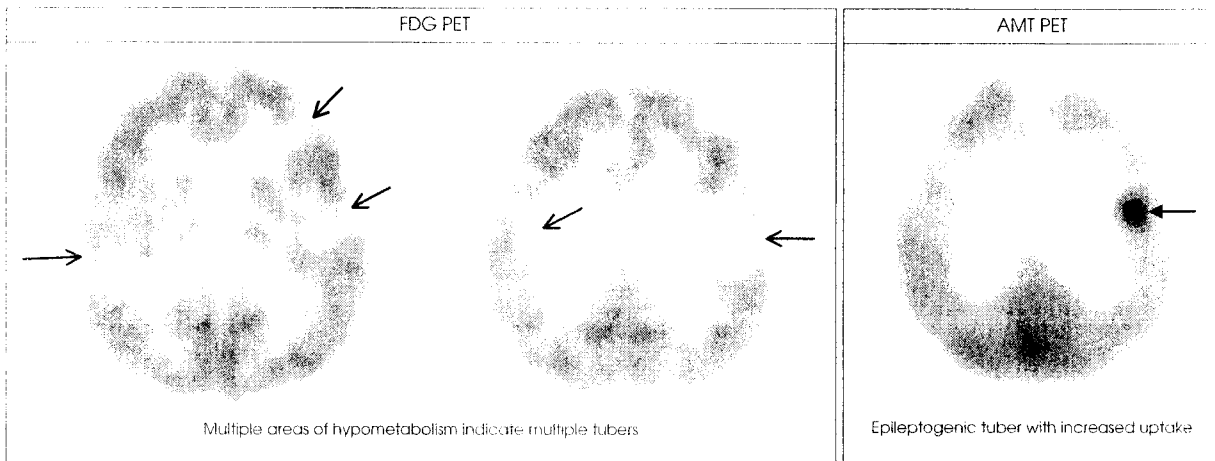 FDG PET
AMT PET
Multiple areas of hypometabolism indicate multiple tubers
Epileptogenic tuber with increased uptake